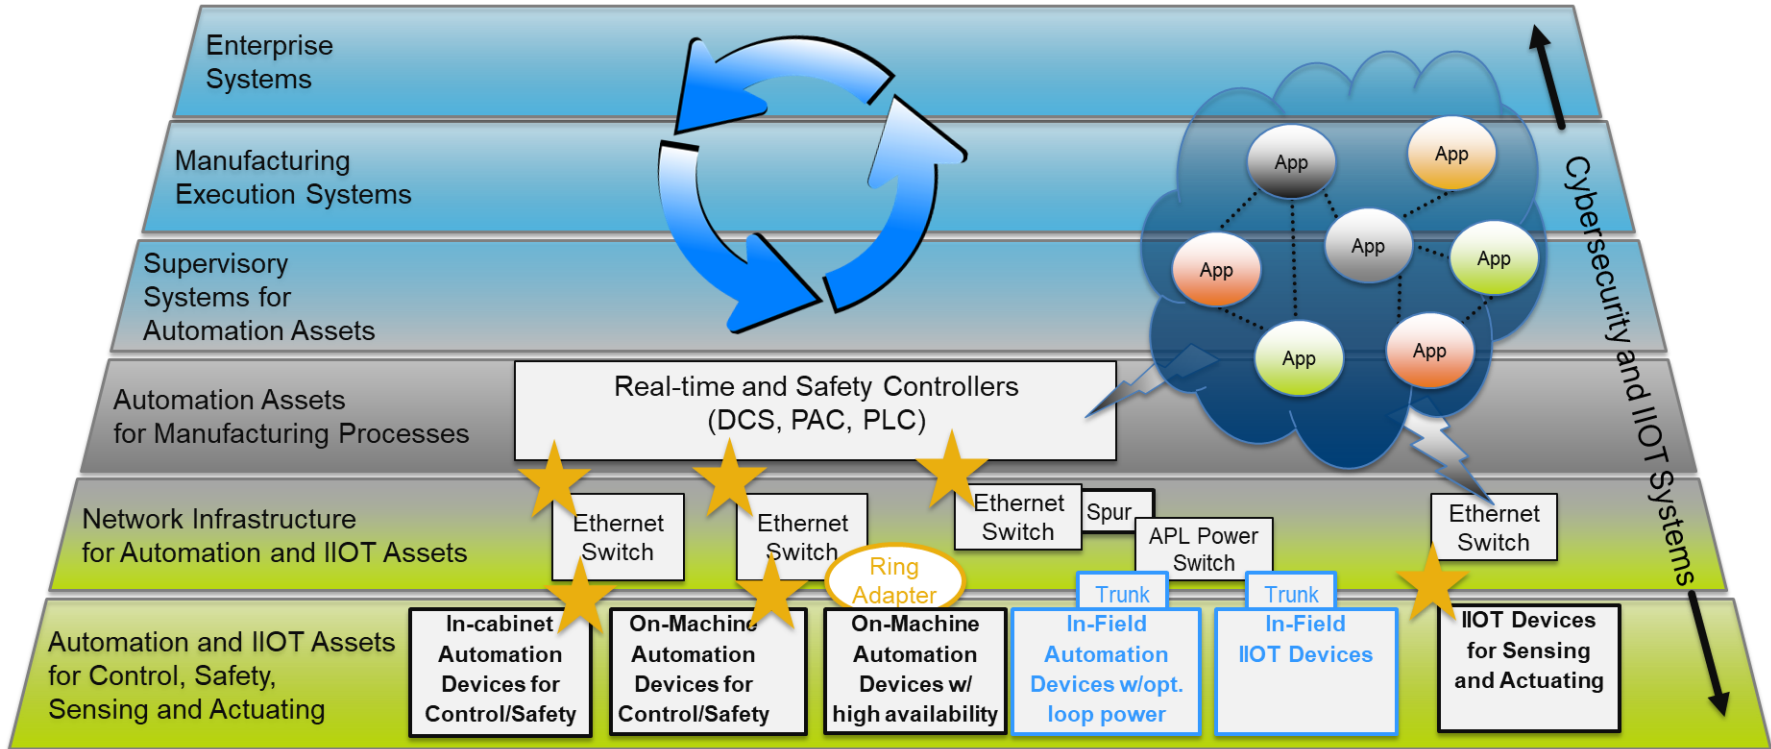 Enterprise
Systems
Manufacturing
Execution Systems
Supervisory
Systems for
Automation Assets
App
App
App
App
App
App
App
Cybersecurity and IIOT Systems
Automation Assets
for Manufacturing Processes
Real-time and Safety Controllers
(DCS, PAC, PLC)
Network Infrastructure
for Automation and IIOT Assets
Ethernet
Switch
Ethernet
Switch
Ring
Adapter
Ethernet
Switch
Spur
APL Power
Switch
Trunk
Trunk
Ethernet
Switch
Automation and IIOT Assets
for Control, Safety,
Sensing and Actuating
In-cabinet
Automation
Devices for
Control/Safety
On-Machine
Automation
Devices for
Control/Safety
On-Machine
Automation
Devices w/
high availability
In-Field
Automation
Devices w/opt.
loop power
In-Field
IIOT Devices
IIOT Devices
for Sensing
and Actuating